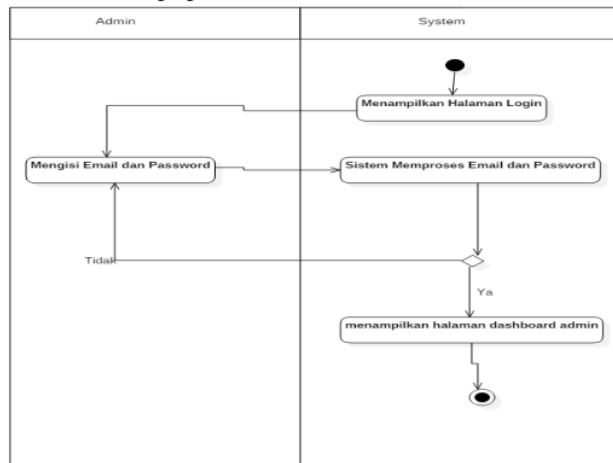 Admin
System
Menampilkan Halaman Login
Mengisi Email dan Password
Sistem Memproses Email dan Password
Tidak
Ya
menampilkan halaman dashboard admin